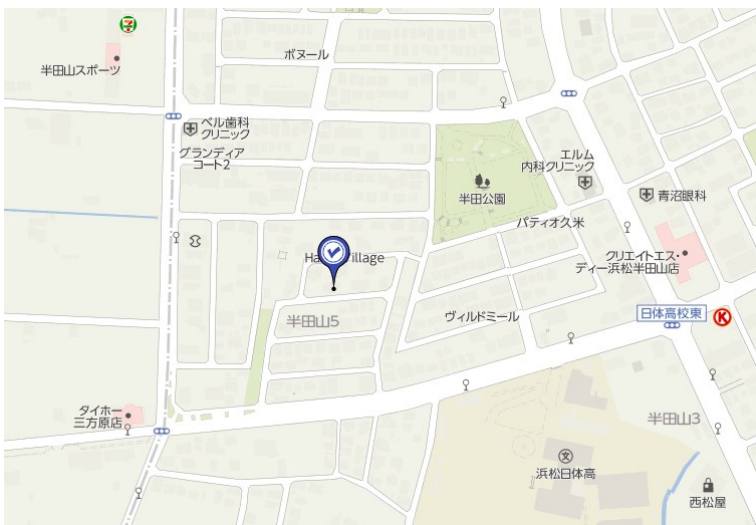 ボヌール
半田山スポーツ
ベル歯科
クリニック
グランディア
コート2
エルム
内科クリニック
半田公園
青沼眼科
パティオ久米
クリエイトエス・
ディー浜松半田山店
Ha
illage
半田山5
ヴィルドミール
日体高校東
K
タイホー
三方原店
半田山3
文
浜松日体高
西松屋